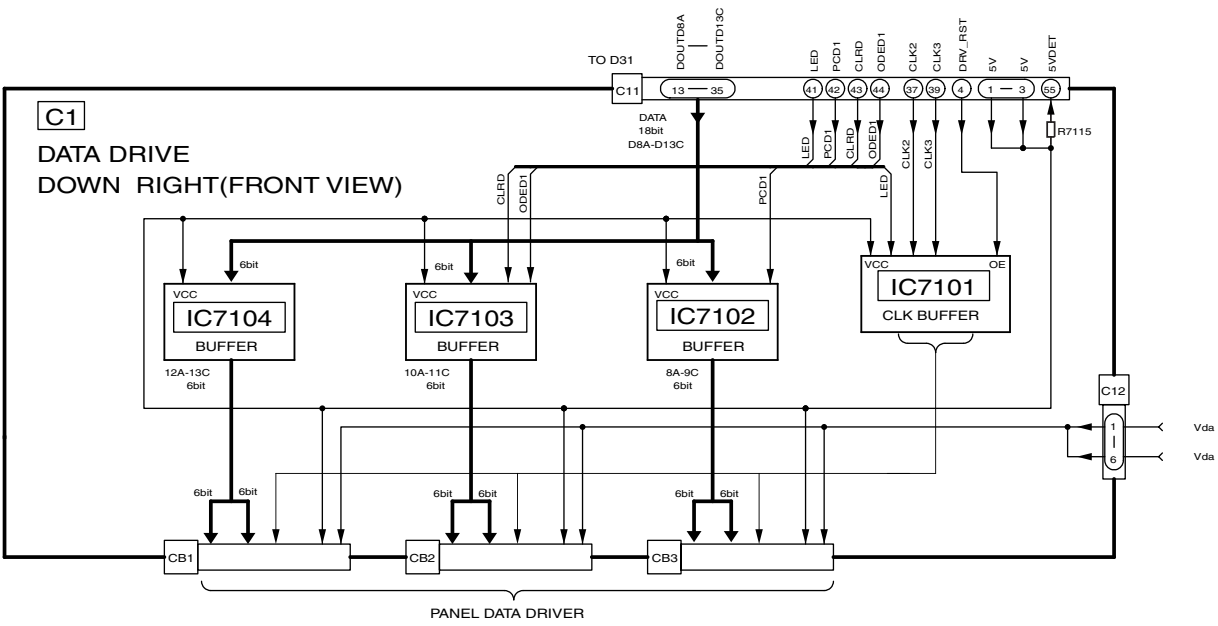 DOUTD8A — DOUTD13C
LED
PCD1
CLRD
ODED1
CLK2
CLK3
DRV_RST
5V
5V
5VDET
TO D31
C11
13 — 35
41
42
43
44
37
39
4
1 — 3
55
C1
DATA DRIVE
DOWN RIGHT(FRONT VIEW)
DATA
18bit
D8A-D13C
LED
PCD1
CLRD
ODED1
CLK2
CLK3
R7115
CLRD
ODED1
PCD1
LED
6bit
6bit
6bit
VCC
IC7104
BUFFER
VCC
IC7103
BUFFER
VCC
IC7102
BUFFER
VCC
OE
IC7101
CLK BUFFER
12A-13C
6bit
10A-11C
6bit
8A-9C
6bit
C12
1 — 6
Vda
Vda
6bit
6bit
6bit
6bit
6bit
6bit
CB1
CB2
CB3
PANEL DATA DRIVER